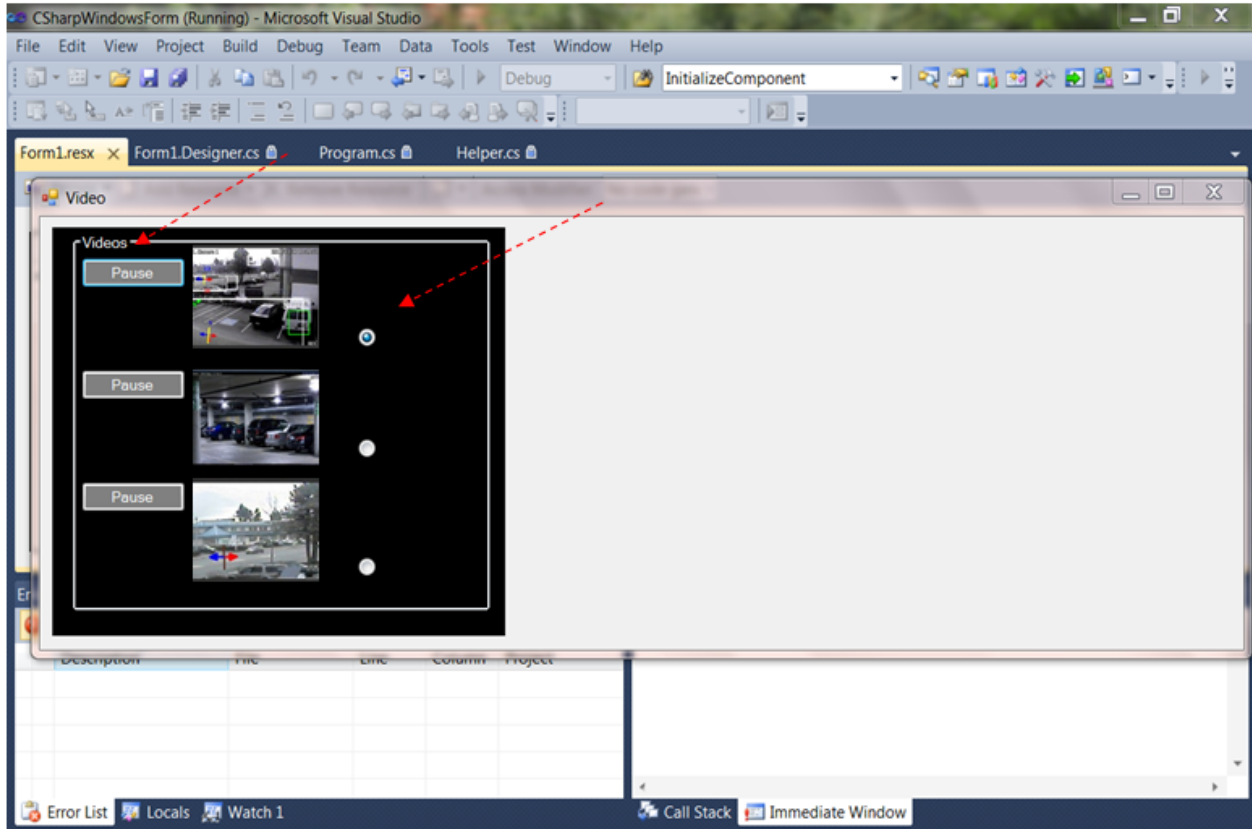 CSharpWindowsForm (Running) - Microsoft Visual Studio
File Edit View Project Build Debug Team Data Tools Test Window Help
Debug InitializeComponent
Form1.resx Form1.Designer.cs Program.cs Helper.cs
Video
Videos
Pause
Pause
Pause
Description File Line Column Project
Error List Locals Watch 1 Call Stack Immediate Window